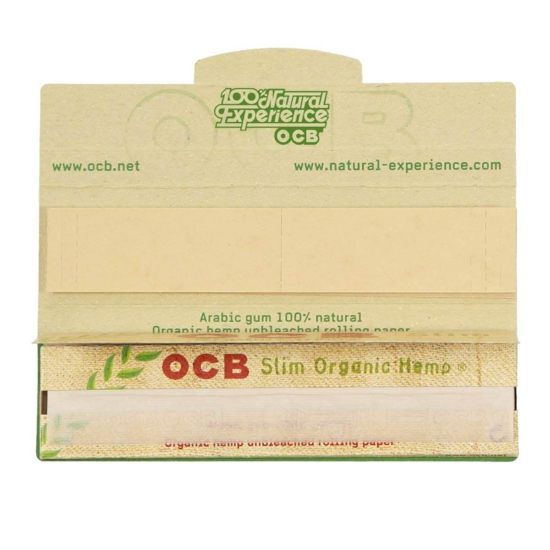 100% Natural
Experience
OCB
OCB
www.ocb.net
www.natural-experience.com
Arabic gum 100% natural
Organic hemp unbleached rolling paper
OCB Slim Organic Hemp ®
Organic hemp unbleached rolling paper